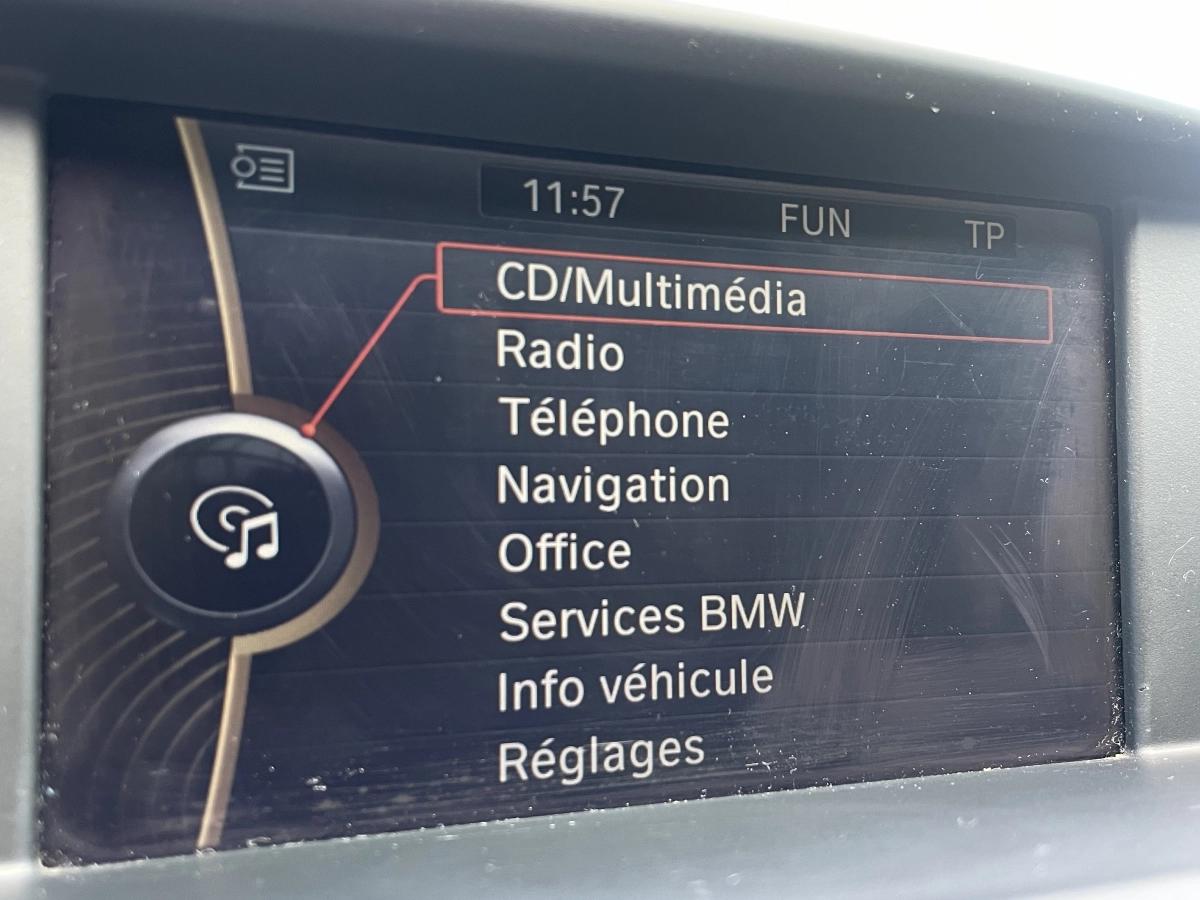 11:57 FUN TP
CD/Multimédia
Radio
Téléphone
Navigation
Office
Services BMW
Info véhicule
Réglages